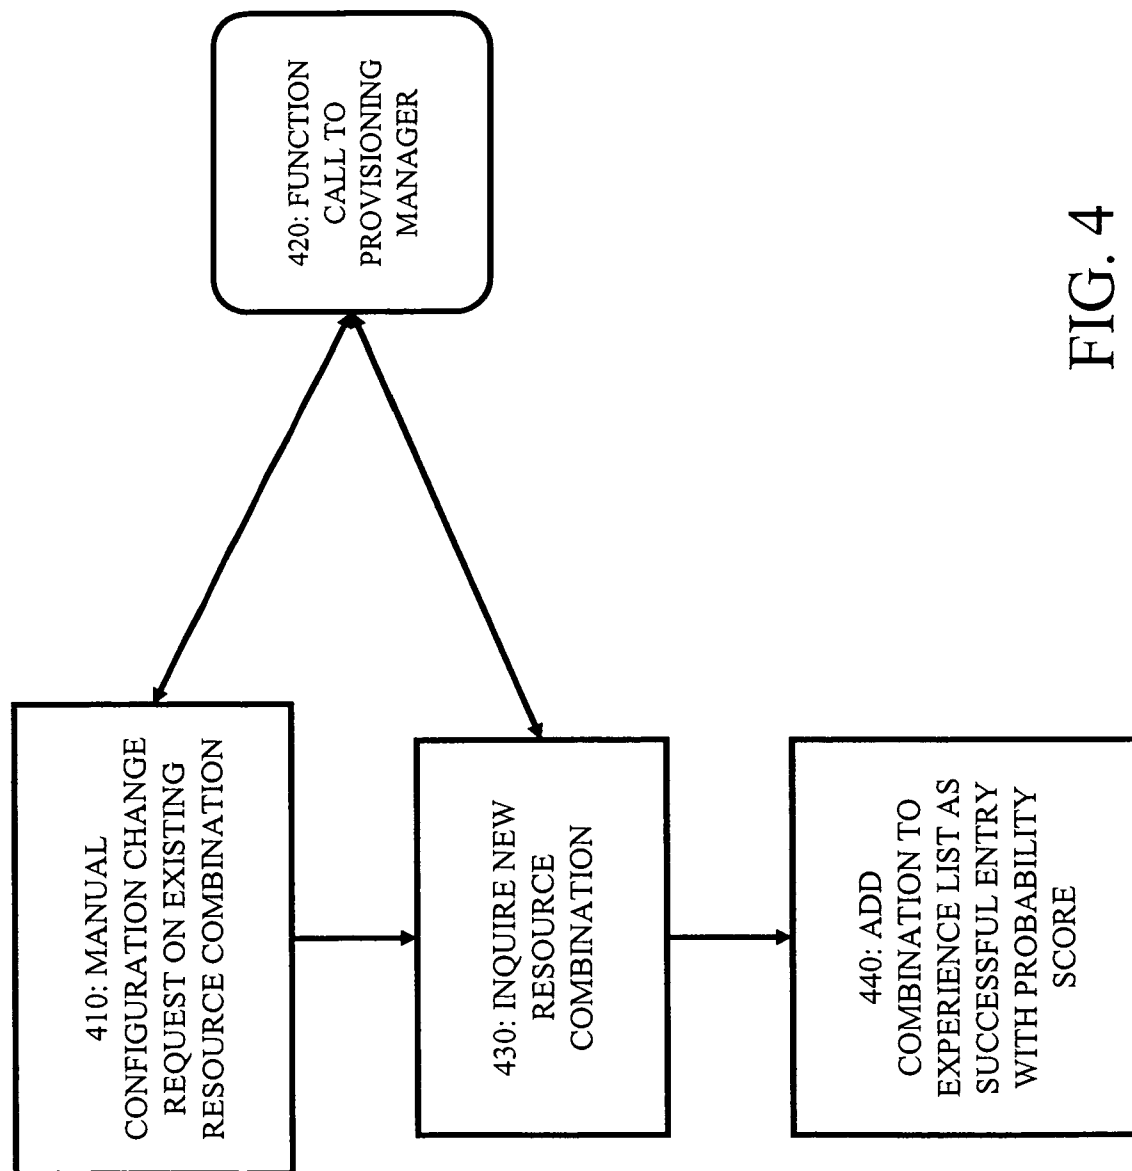 410: MANUAL
CONFIGURATION CHANGE
REQUEST ON EXISTING
RESOURCE COMBINATION
420: FUNCTION
CALL TO
PROVISIONING
MANAGER
430: INQUIRE NEW
RESOURCE
COMBINATION
440: ADD
COMBINATION TO
EXPERIENCE LIST AS
SUCCESSFUL ENTRY
WITH PROBABILITY
SCORE
FIG. 4